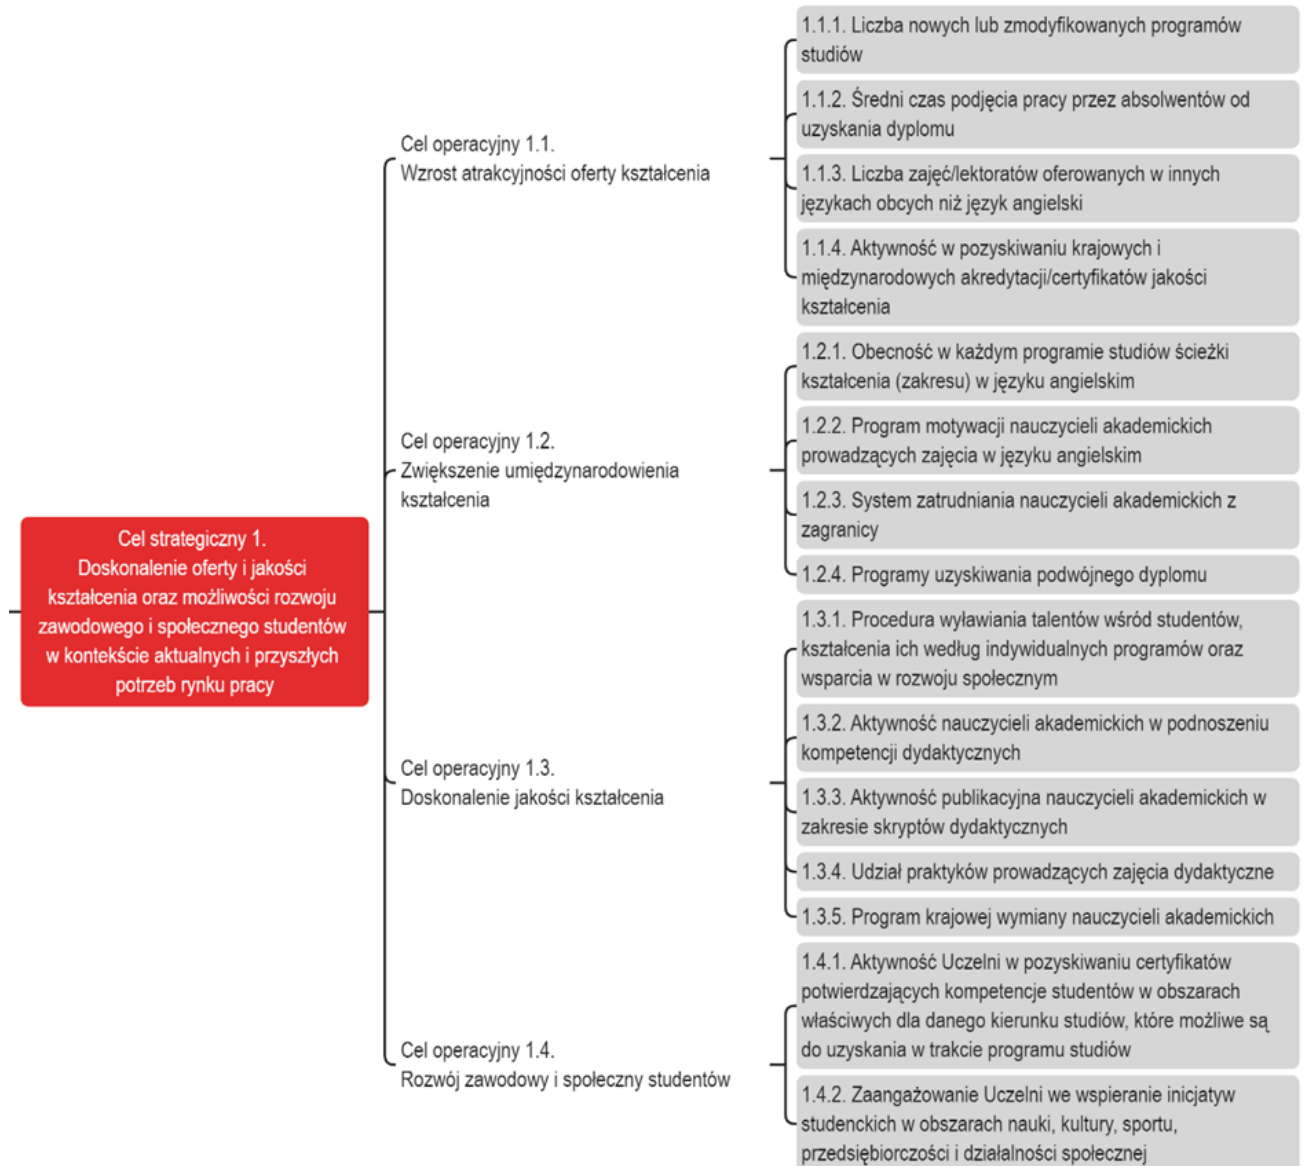 Cel strategiczny 1.
Doskonalenie oferty i jakości
kształcenia oraz możliwości rozwoju
zawodowego i społecznego studentów
w kontekście aktualnych i przyszłych
potrzeb rynku pracy
Cel operacyjny 1.1.
Wzrost atrakcyjności oferty kształcenia
1.1.1. Liczba nowych lub zmodyfikowanych programów
studiów
1.1.2. Średni czas podjęcia pracy przez absolwentów od
uzyskania dyplomu
1.1.3. Liczba zajęć/lektoratów oferowanych w innych
językach obcych niż język angielski
1.1.4. Aktywność w pozyskiwaniu krajowych i
międzynarodowych akredytacji/certyfikatów jakości
kształcenia
Cel operacyjny 1.2.
Zwiększenie umiędzynarodowienia
kształcenia
1.2.1. Obecność w każdym programie studiów ścieżki
kształcenia (zakresu) w języku angielskim
1.2.2. Program motywacji nauczycieli akademickich
prowadzących zajęcia w języku angielskim
1.2.3. System zatrudniania nauczycieli akademickich z
zagranicy
1.2.4. Programy uzyskiwania podwójnego dyplomu
Cel operacyjny 1.3.
Doskonalenie jakości kształcenia
1.3.1. Procedura wyławiania talentów wśród studentów,
kształcenia ich według indywidualnych programów oraz
wsparcia w rozwoju społecznym
1.3.2. Aktywność nauczycieli akademickich w podnoszeniu
kompetencji dydaktycznych
1.3.3. Aktywność publikacyjna nauczycieli akademickich w
zakresie skryptów dydaktycznych
1.3.4. Udział praktyków prowadzących zajęcia dydaktyczne
1.3.5. Program krajowej wymiany nauczycieli akademickich
Cel operacyjny 1.4.
Rozwój zawodowy i społeczny studentów
1.4.1. Aktywność Uczelni w pozyskiwaniu certyfikatów
potwierdzających kompetencje studentów w obszarach
właściwych dla danego kierunku studiów, które możliwe są
do uzyskania w trakcie programu studiów
1.4.2. Zaangażowanie Uczelni we wspieranie inicjatyw
studenckich w obszarach nauki, kultury, sportu,
przedsiębiorczości i działalności społecznej